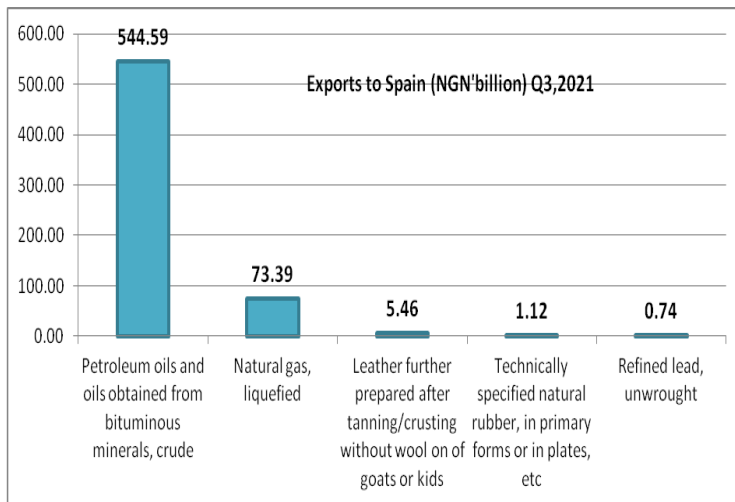 600.00
500.00
400.00
300.00
200.00
100.00
0.00
Exports to Spain (NGN'billion) Q3,2021
544.59
73.39
5.46
1.12
0.74
Petroleum oils and
oils obtained from
bituminous
minerals, crude
Natural gas,
liquefied
Leather further
prepared after
tanning/crusting
without wool on of
goats or kids
Technically
specified natural
rubber, in primary
forms or in plates,
etc
Refined lead,
unwrought